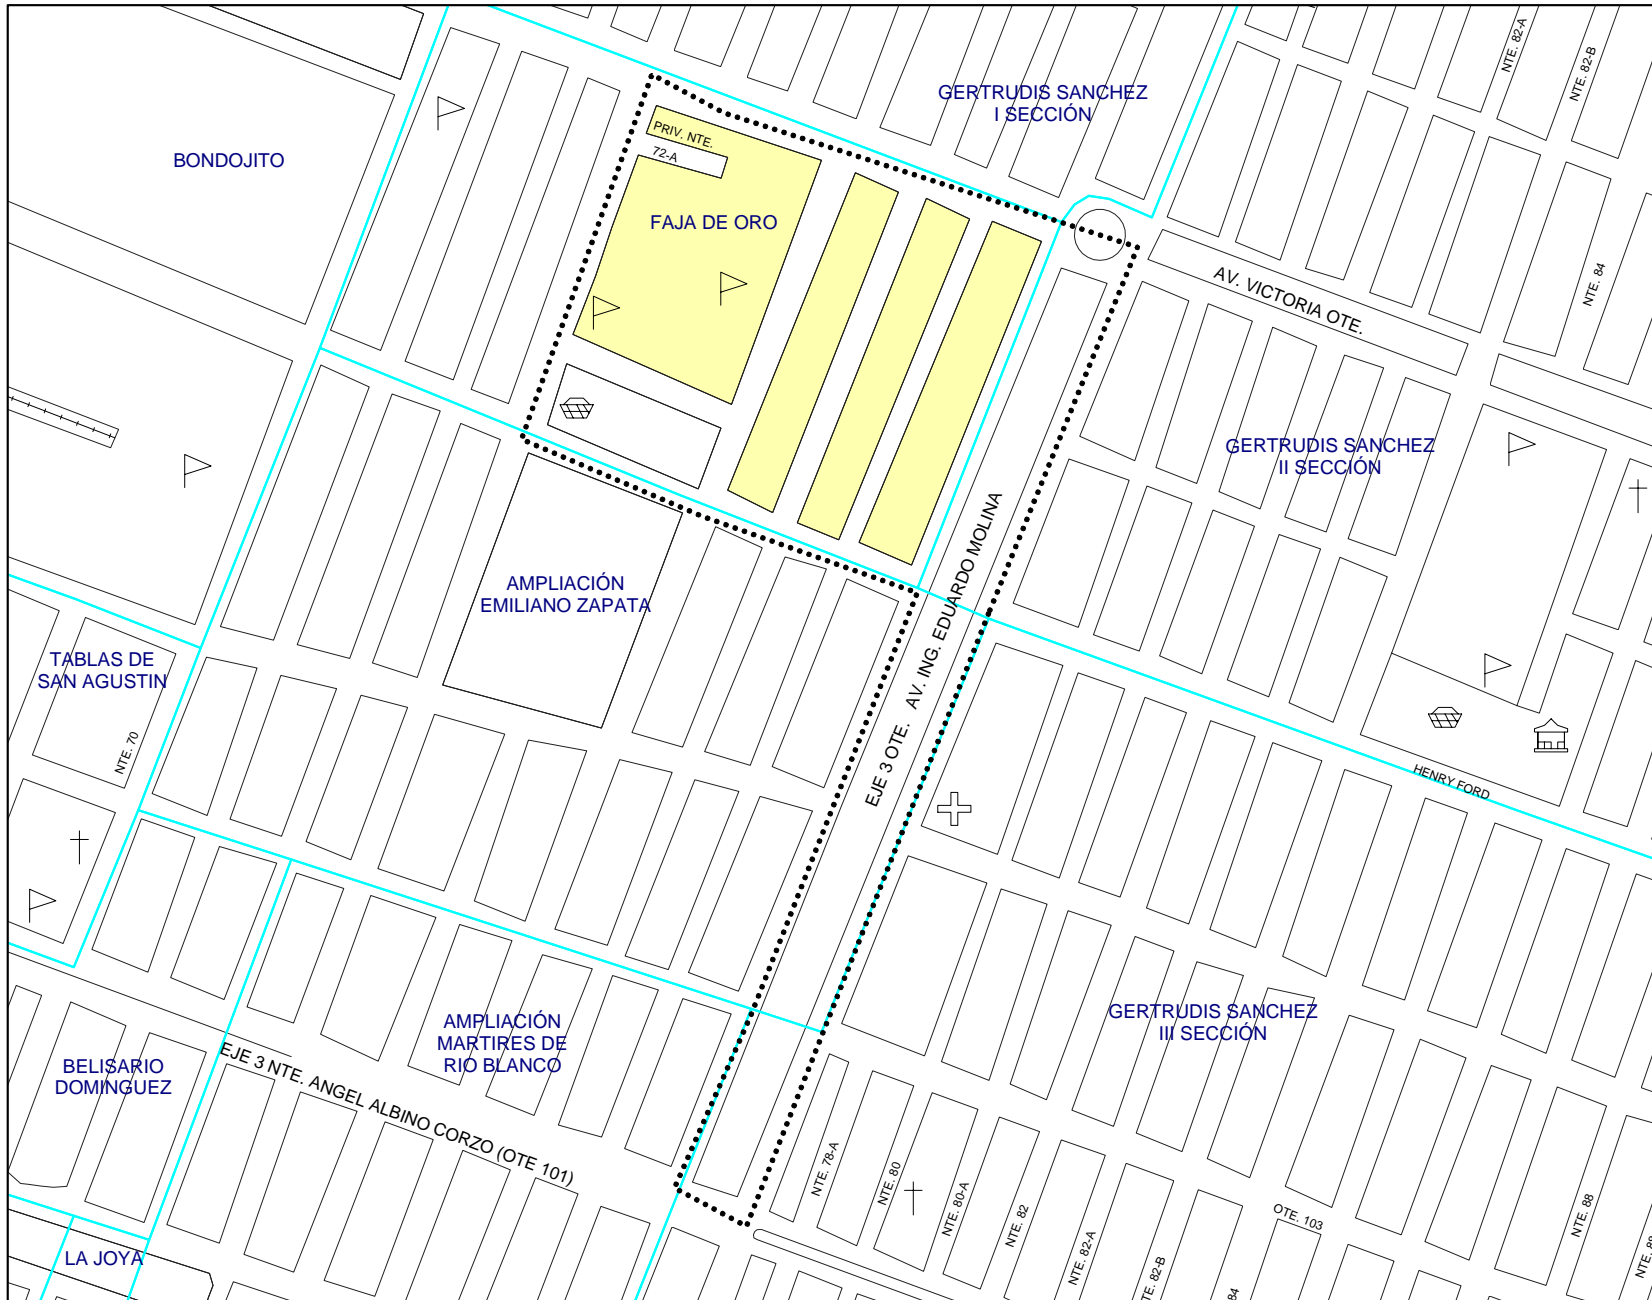 NTE. 82-A
NTE. 82-B
GERTRUDIS SANCHEZ
I SECCIÓN
BONDOJITO
PRIV. NTE.
72-A
FAJA DE ORO
NTE. 84
AV. VICTORIA OTE.
GERTRUDIS SANCHEZ
II SECCIÓN
AMPLIACIÓN
EMILIANO ZAPATA
EJE 3 OTE. AV. ING. EDUARDO MOLINA
TABLAS DE
SAN AGUSTIN
NTE. 70
HENRY FORD
AMPLIACIÓN
MARTIRES DE
RIO BLANCO
GERTRUDIS SANCHEZ
III SECCIÓN
BELISARIO
DOMINGUEZ
EJE 3 NTE. ANGEL ALBINO CORZO (OTE 101)
NTE. 78-A
NTE. 80
NTE. 80-A
NTE. 82
NTE. 82-A
TE. 82-B
84
OTE. 103
NTE. 88
LA JOYA